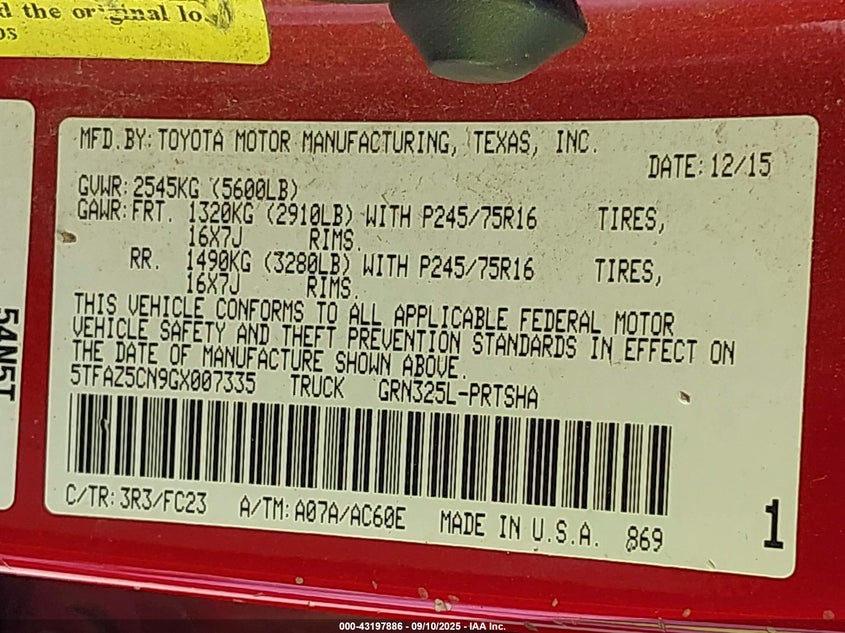 d the original lo
os
MFD.BY: TOYOTA MOTOR MANUFACTURING, TEXAS, INC.
DATE: 12/15
GVWR: 2545KG (5600LB)
GAWR: FRT. 1320KG (2910LB) WITH P245/75R16 TIRES,
16X7J RIMS.
RR. 1490KG (3280LB) WITH P245/75R16 TIRES,
16X7J RIMS.
THIS VEHICLE CONFORMS TO ALL APPLICABLE FEDERAL MOTOR
VEHICLE SAFETY AND THEFT PREVENTION STANDARDS IN EFFECT ON
THE DATE OF MANUFACTURE SHOWN ABOVE.
5TFAZ5CN9GX007335 TRUCK GRN325L-PRTSHA
C/TR: 3R3/FC23 A/TM: A07A/AC60E MADE IN U.S.A. 869
1
54N5T
000-43197886 - 09/10/2025 - IAA Inc.